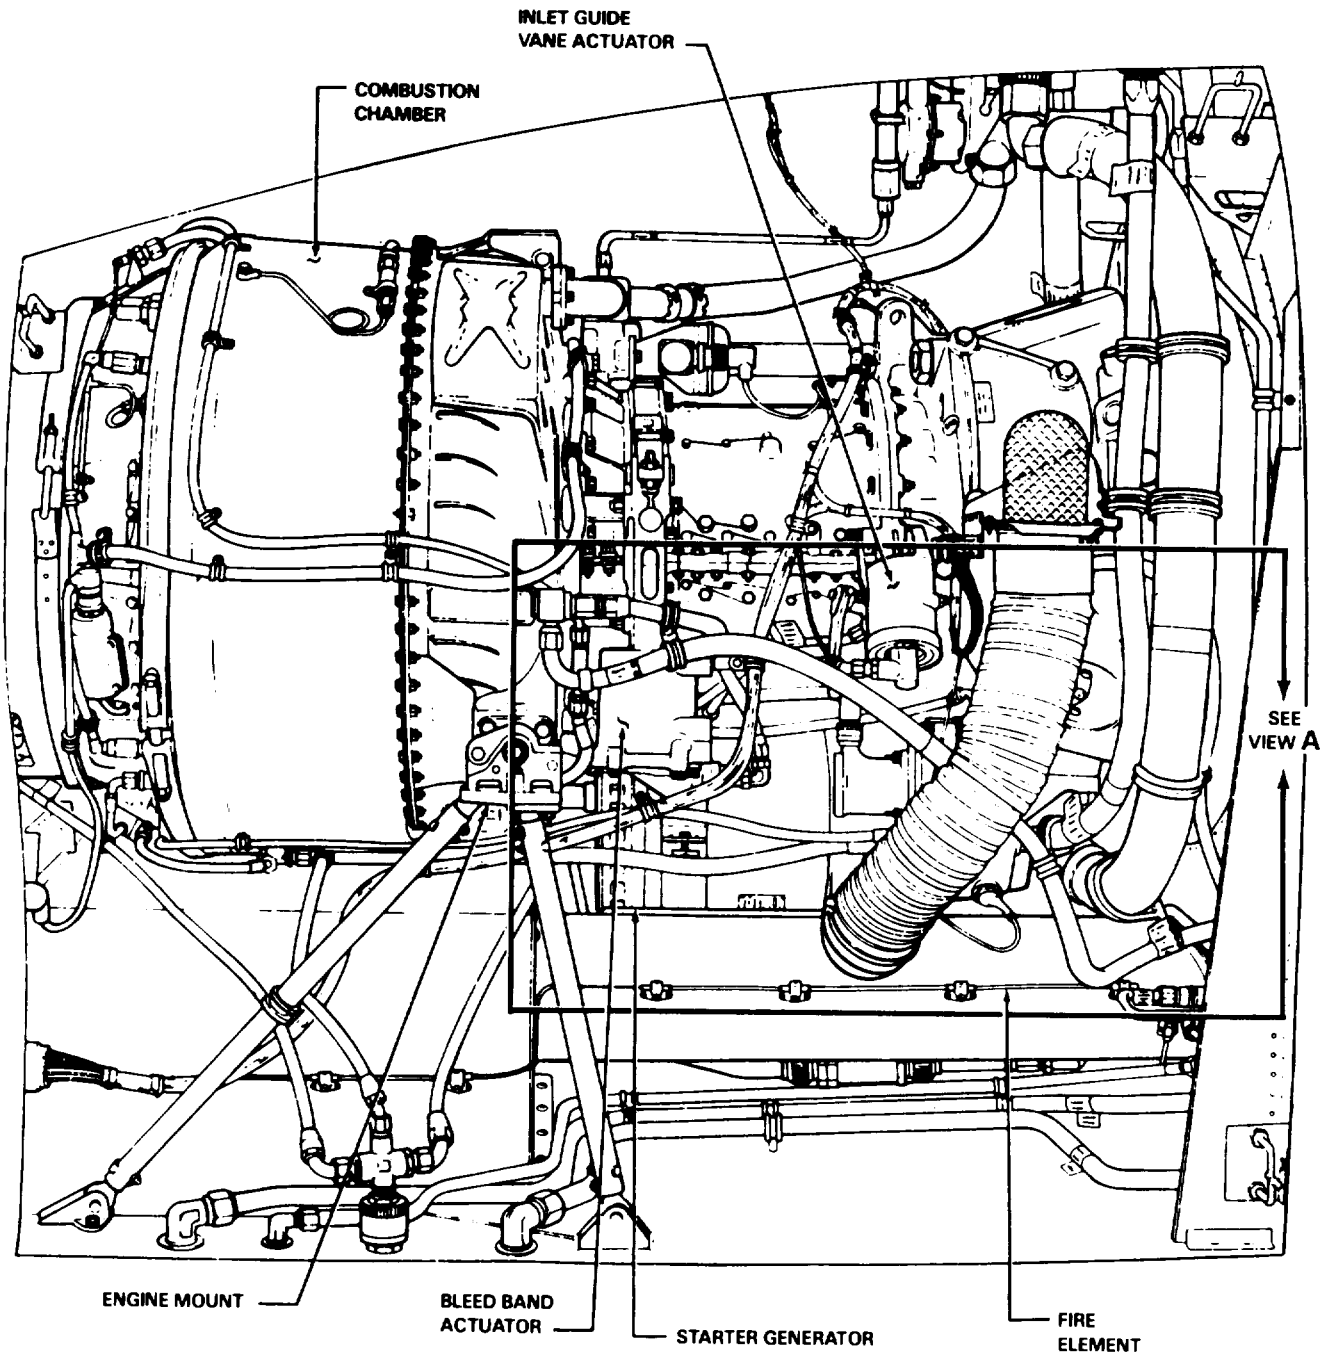 INLET GUIDE
VANE ACTUATOR
COMBUSTION
CHAMBER
SEE
VIEW A
ENGINE MOUNT
BLEED BAND
ACTUATOR
STARTER GENERATOR
FIRE
ELEMENT